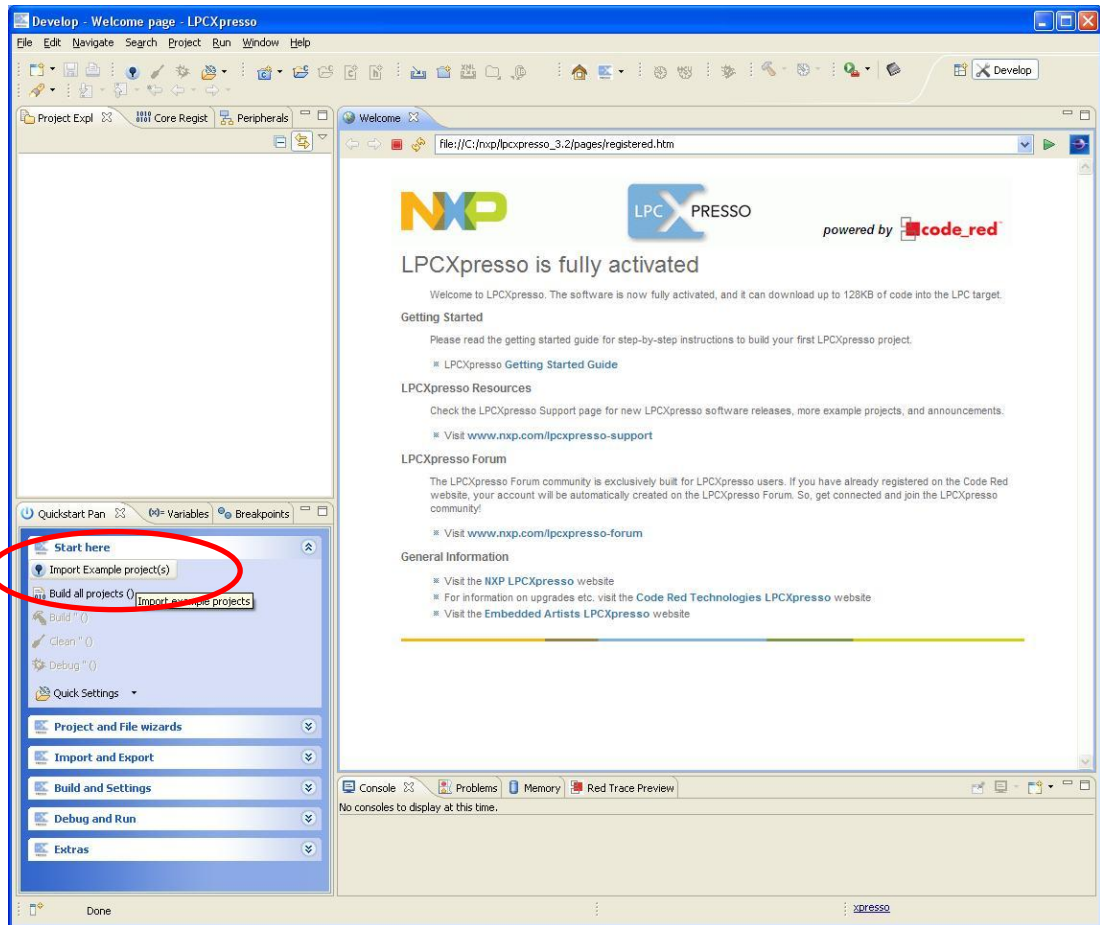 Develop - Welcome page - LPCXpresso
File Edit Navigate Search Project Run Window Help
Develop
Project Expl Core Regist Peripherals
Welcome
file://C:/nxp/lpcxpresso_3.2/pages/registered.htm
NXP LPC XPRESSO powered by code_red
LPCXpresso is fully activated
Welcome to LPCXpresso. The software is now fully activated, and it can download up to 128KB of code into the LPC target.
Getting Started
Please read the getting started guide for step-by-step instructions to build your first LPCXpresso project.
LPCXpresso Getting Started Guide
LPCXpresso Resources
Check the LPCXpresso Support page for new LPCXpresso software releases, more example projects, and announcements.
Visit www.nxp.com/lpcxpresso-support
LPCXpresso Forum
The LPCXpresso Forum community is exclusively built for LPCXpresso users. If you have already registered on the Code Red
website, your account will be automatically created on the LPCXpresso Forum. So, get connected and join the LPCXpresso
community!
Visit www.nxp.com/lpcxpresso-forum
General Information
Visit the NXP LPCXpresso website
For information on upgrades etc. visit the Code Red Technologies LPCXpresso website
Visit the Embedded Artists LPCXpresso website
Quickstart Pan (x)= Variables Breakpoints
Start here
Import Example project(s)
Build all projects ()
Import example projects
Build '' ()
Clean '' ()
Debug '' ()
Quick Settings
Project and File wizards
Import and Export
Build and Settings
Debug and Run
Extras
Console Problems Memory Red Trace Preview
No consoles to display at this time.
Done
xpresso